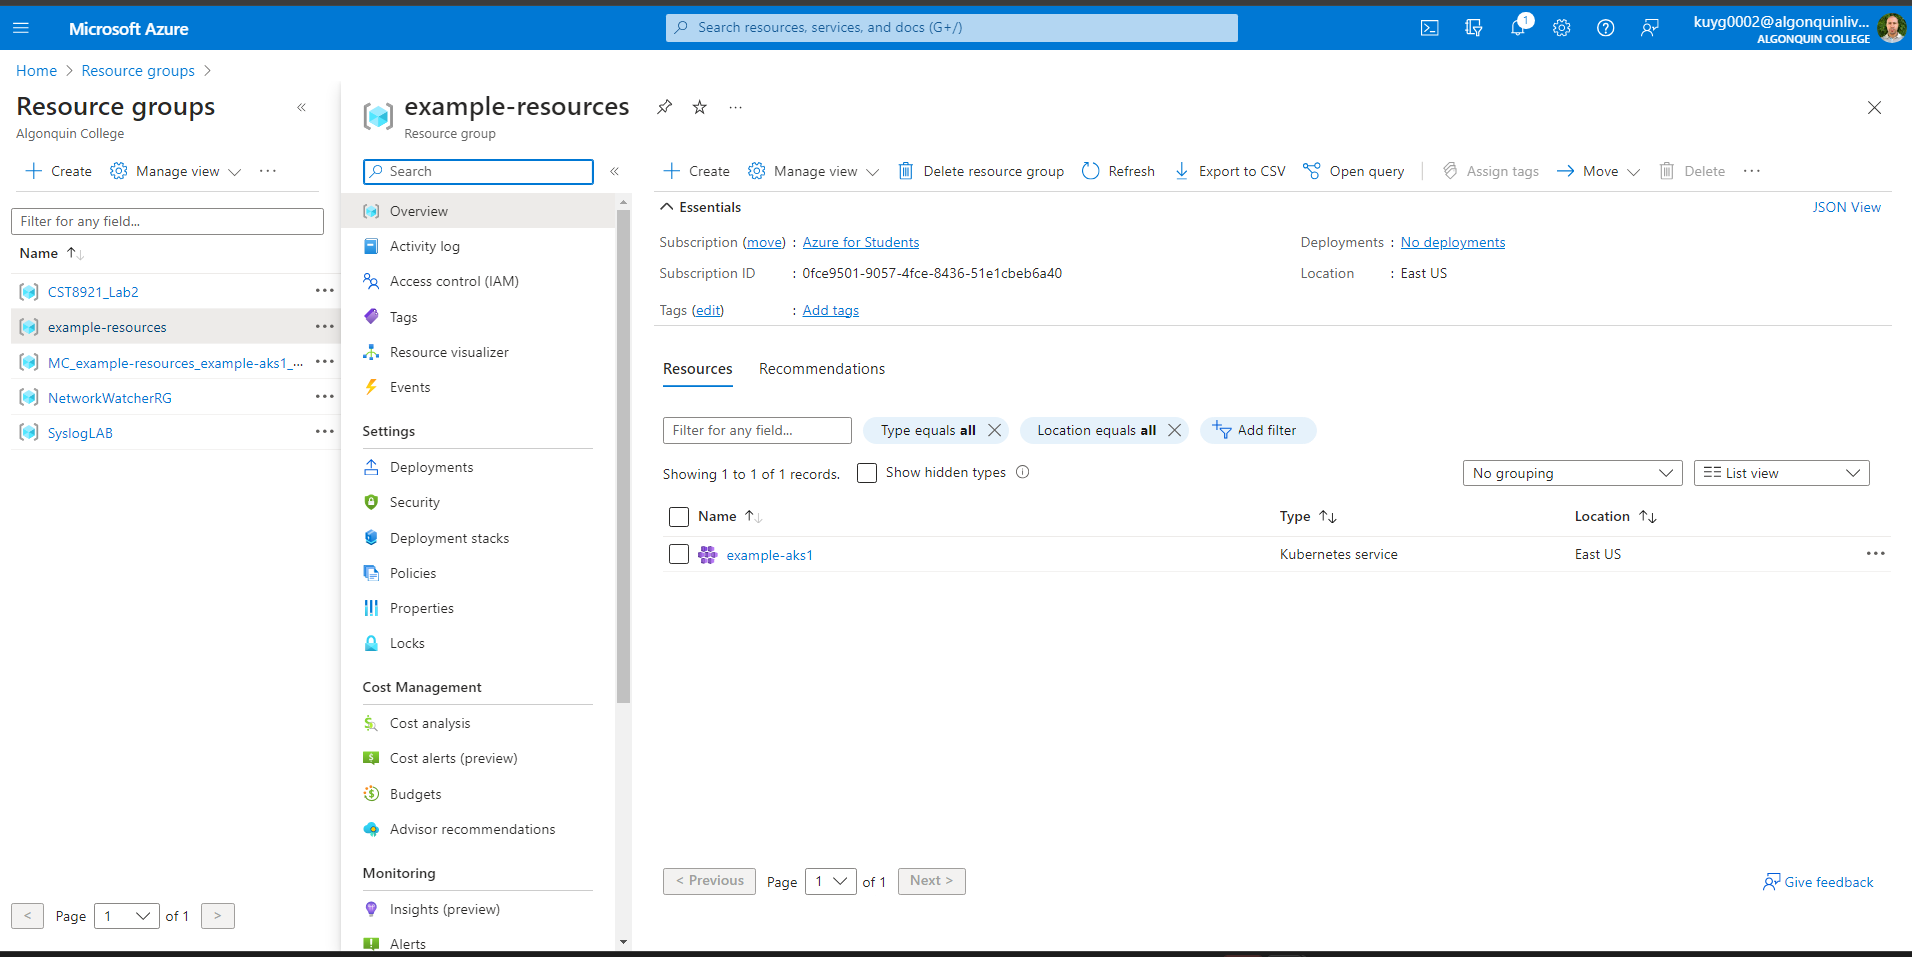 Microsoft Azure
Search resources, services, and docs (G+/)
1
kuyg0002@algonquinliv...
ALGONQUIN COLLEGE
Home > Resource groups >
Resource groups
Algonquin College
Create
Manage view
Filter for any field...
Name
CST8921_Lab2
example-resources
MC_example-resources_example-aks1_...
NetworkWatcherRG
SyslogLAB
< Page 1 of 1 >
example-resources
Resource group
Search
Overview
Activity log
Access control (IAM)
Tags
Resource visualizer
Events
Settings
Deployments
Security
Deployment stacks
Policies
Properties
Locks
Cost Management
Cost analysis
Cost alerts (preview)
Budgets
Advisor recommendations
Monitoring
Insights (preview)
Alerts
Create Manage view Delete resource group Refresh Export to CSV Open query Assign tags Move Delete
Essentials
JSON View
Subscription (move) : Azure for Students
Subscription ID : 0fce9501-9057-4fce-8436-51e1cbeb6a40
Tags (edit) : Add tags
Deployments : No deployments
Location : East US
Resources Recommendations
Filter for any field... Type equals all Location equals all Add filter
Showing 1 to 1 of 1 records. Show hidden types No grouping List view
Name Type Location
example-aks1 Kubernetes service East US
< Previous Page 1 of 1 Next >
Give feedback